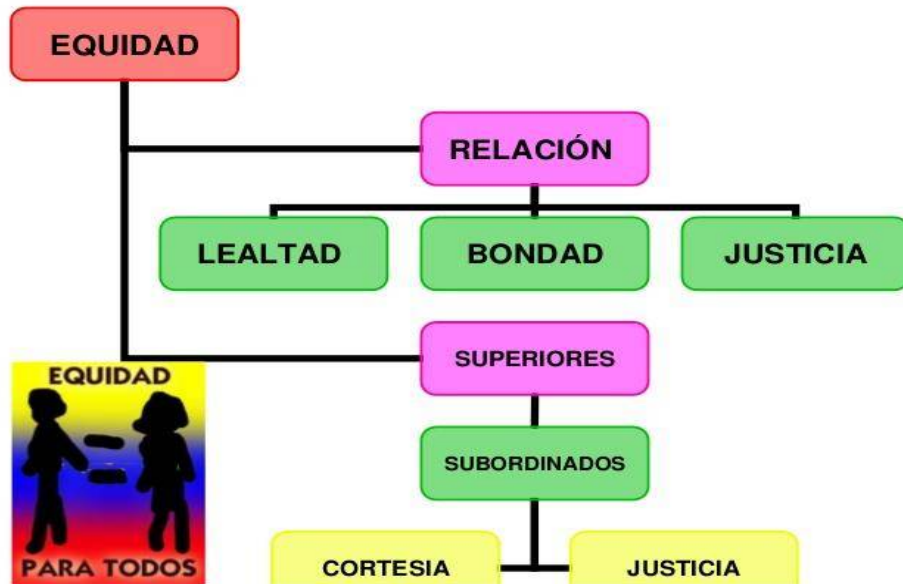 EQUIDAD
RELACIÓN
LEALTAD
BONDAD
JUSTICIA
SUPERIORES
SUBORDINADOS
CORTESIA
JUSTICIA
EQUIDAD
PARA TODOS